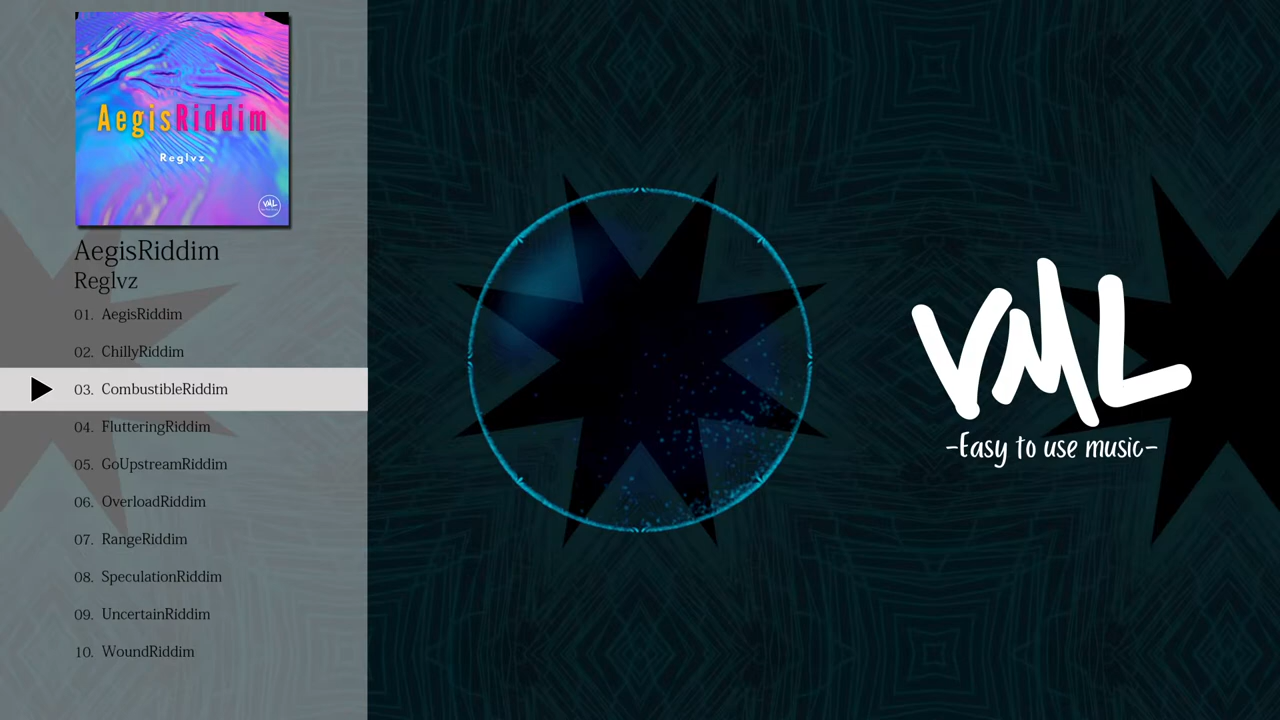 AegisRiddim
Reglvz
VML
AegisRiddim
Reglvz
01. AegisRiddim
02. ChillyRiddim
03. CombustibleRiddim
04. FlutteringRiddim
05. GoUpstreamRiddim
06. OverloadRiddim
07. RangeRiddim
08. SpeculationRiddim
09. UncertainRiddim
10. WoundRiddim
VML
-Easy to use music-